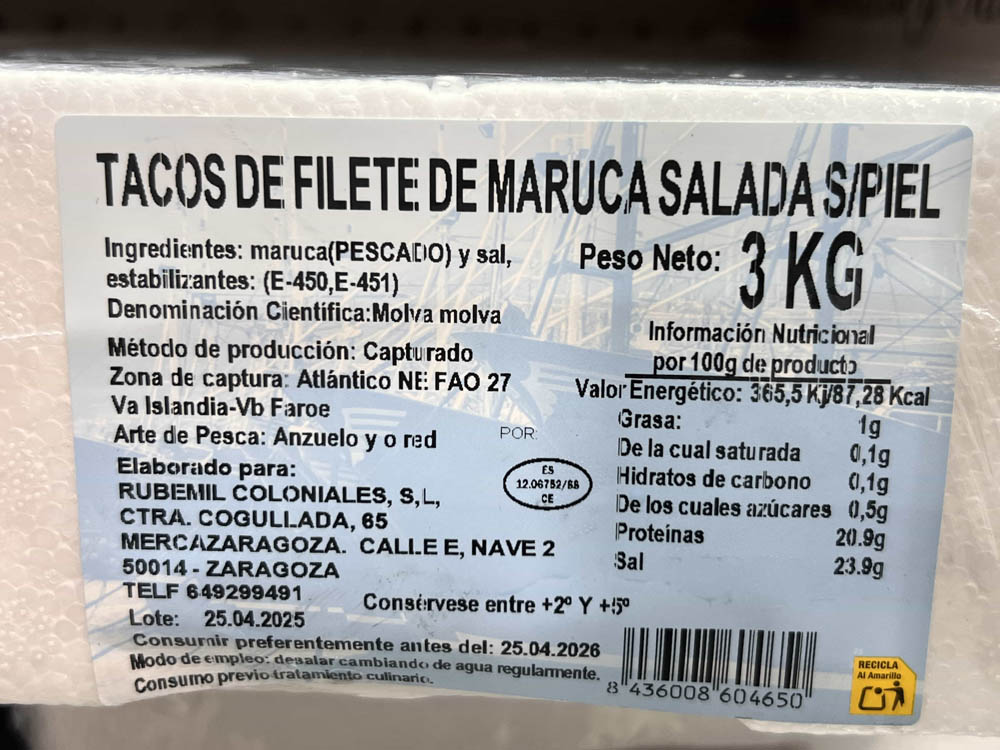 TACOS DE FILETE DE MARUCA SALADA S/PIEL
Ingredientes: maruca(PESCADO) y sal,
estabilizantes: (E-450,E-451)
Denominación Cientifica:Molva molva
Método de producción: Capturado
Zona de captura: Atlántico NE: FAO 27
Va Islandia-Vb Faroe
Arte de Pesca: Anzuelo y o red
Elaborado para:
RUBEMIL COLONIALES, S,L,
CTRA. COGULLADA, 65
MERCAZARAGOZA. CALLE E, NAVE 2
50014 - ZARAGOZA
TELF 649299491
Lote: 25.04.2025
POR:
ES
12.06752/BB
CE
Peso Neto: 3 KG
Información Nutricional
por 100g de producto
Valor Energético: 365,5 Kj/87,28 Kcal
Grasa: 1g
De la cual saturada 0,1g
Hidratos de carbono 0,1g
De los cuales azúcares 0,5g
Proteínas 20.9g
Sal 23.9g
Consérvese entre +2º Y +5º
Consumir preferentemente antes del: 25.04.2026
Modo de empleo: desalar cambiando de agua regularmente.
Consumo previo tratamiento culinario.
8 436008 604650
RECICLA
Al Amarillo